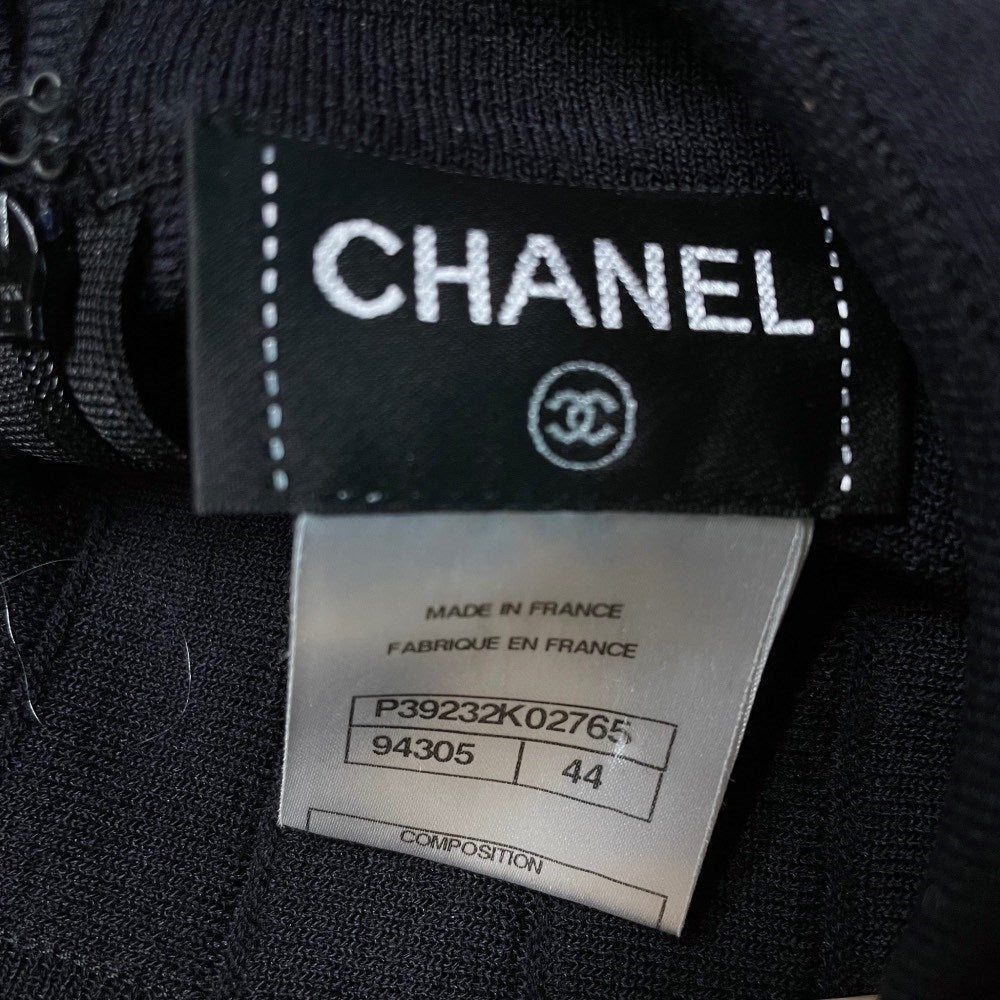 CHANEL
MADE IN FRANCE
FABRIQUE EN FRANCE
P39232K02765
94305 44
COMPOSITION